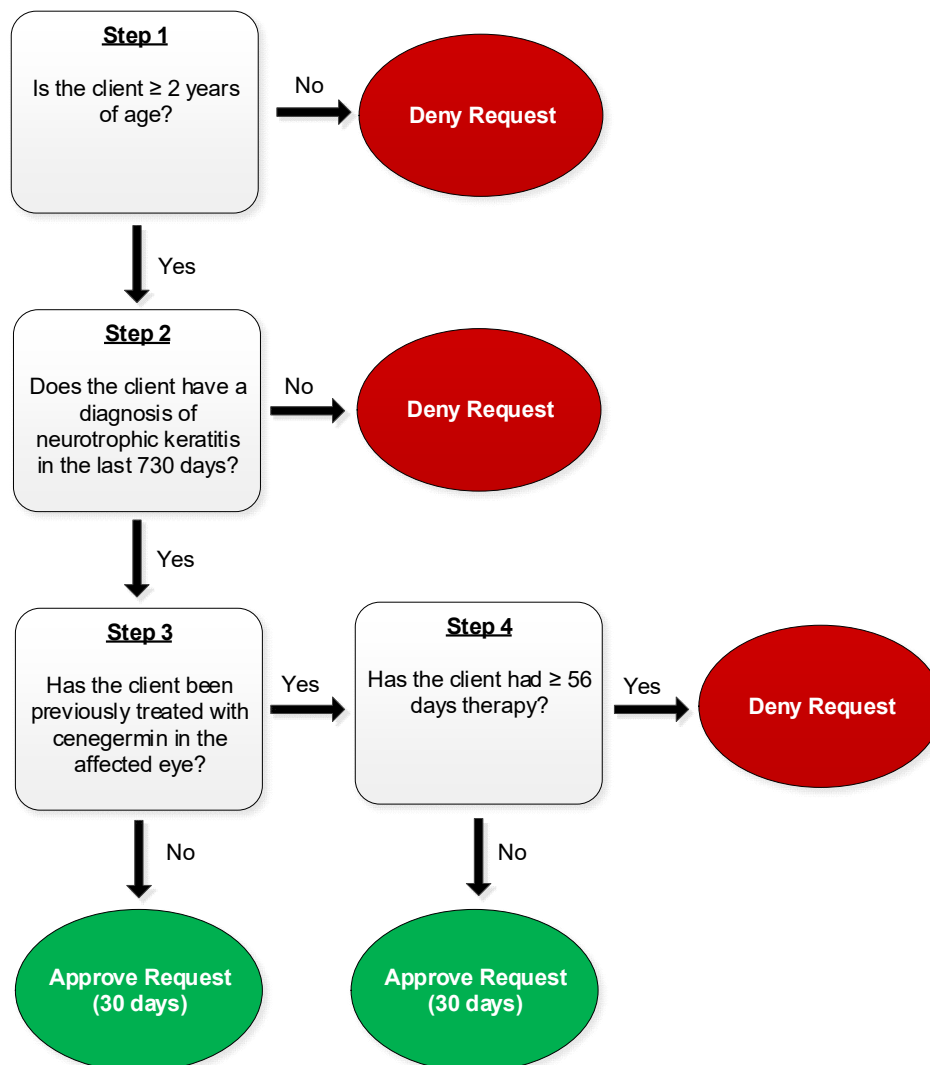 Step 1
Is the client ≥ 2 years
of age?
No
Deny Request
Yes
Step 2
Does the client have a
diagnosis of
neurotrophic keratitis
in the last 730 days?
No
Deny Request
Yes
Step 3
Has the client been
previously treated with
cenegermin in the
affected eye?
Yes
Step 4
Has the client had ≥ 56
days therapy?
Yes
Deny Request
No
No
Approve Request
(30 days)
Approve Request
(30 days)